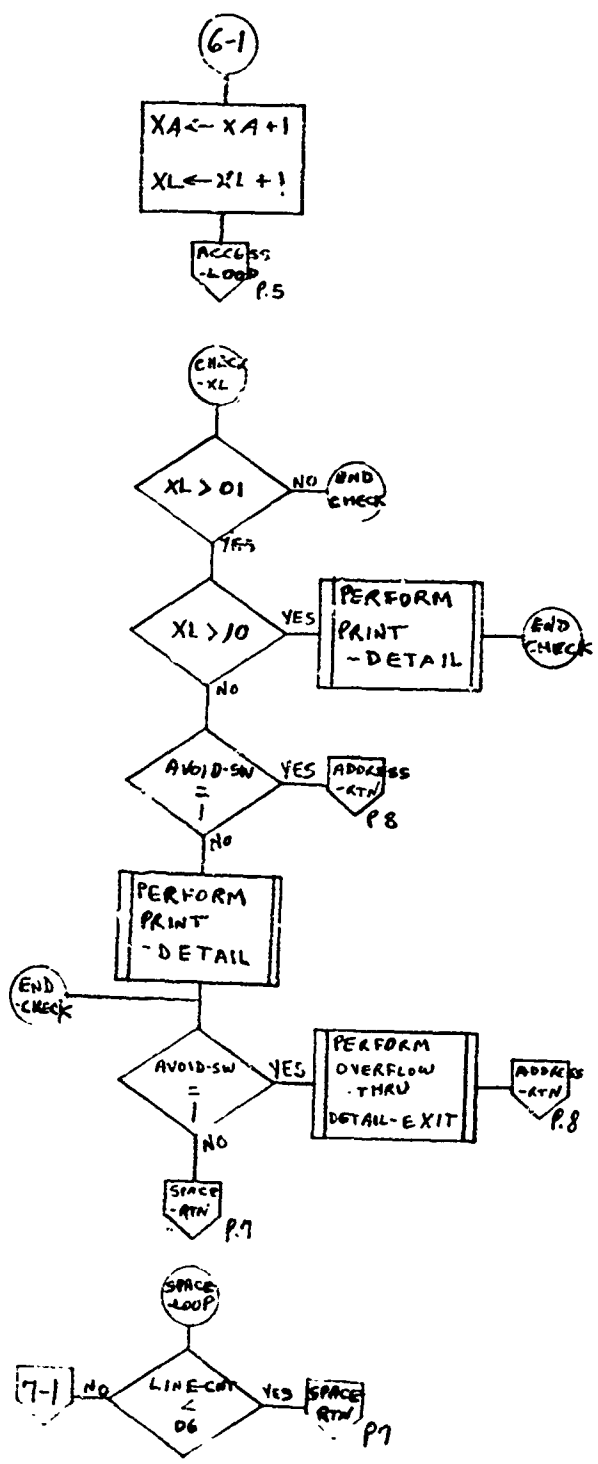 6-1
XA ← XA + 1
XL ← XL + 1
ACCESS
-LOOP
P.5
CHECK
-XL
XL > 01
NO
END
CHECK
YES
XL > 10
YES
PERFORM
PRINT
-DETAIL
END
CHECK
NO
AVOID-SW
=
1
YES
ADDRESS
-RTN
P8
NO
PERFORM
PRINT
-DETAIL
END
-CHECK
AVOID-SW
=
1
YES
PERFORM
OVERFLOW
THRU
DETAIL-EXIT
ADDRESS
-RTN
P.8
NO
SPACE
-RTN
P.7
SPACE
-LOOP
7-1
NO
LINE-CNT
<
06
YES
SPACE
RTN
P7